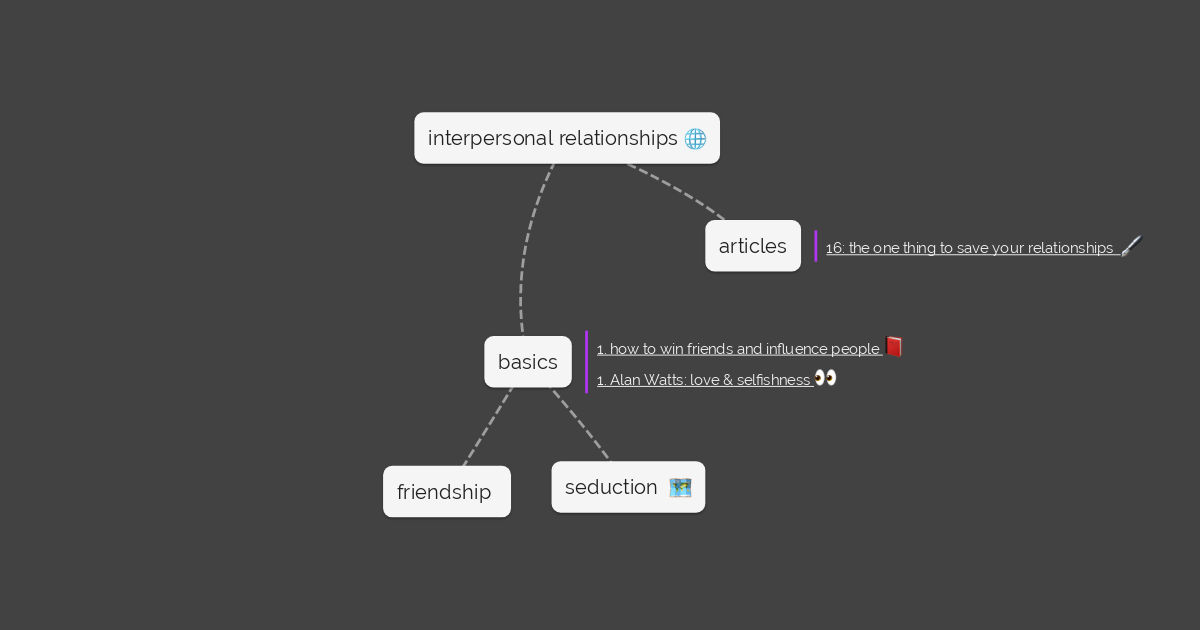 interpersonal relationships 🌐
articles
16: the one thing to save your relationships 🖌️
basics
1. how to win friends and influence people 📕
1. Alan Watts: love & selfishness 👀
friendship
seduction 🗺️